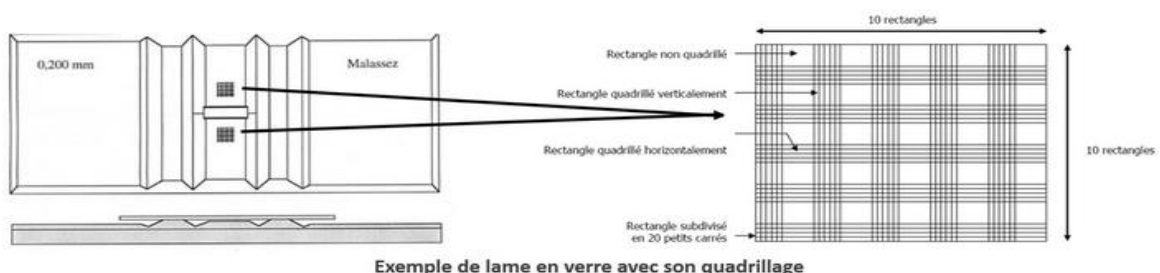 10 rectangles
0,200 mm
Malassez
Rectangle non quadrillé
Rectangle quadrillé verticalement
Rectangle quadrillé horizontalement
10 rectangles
Rectangle subdivisé
en 20 petits carrés
Exemple de lame en verre avec son quadrillage